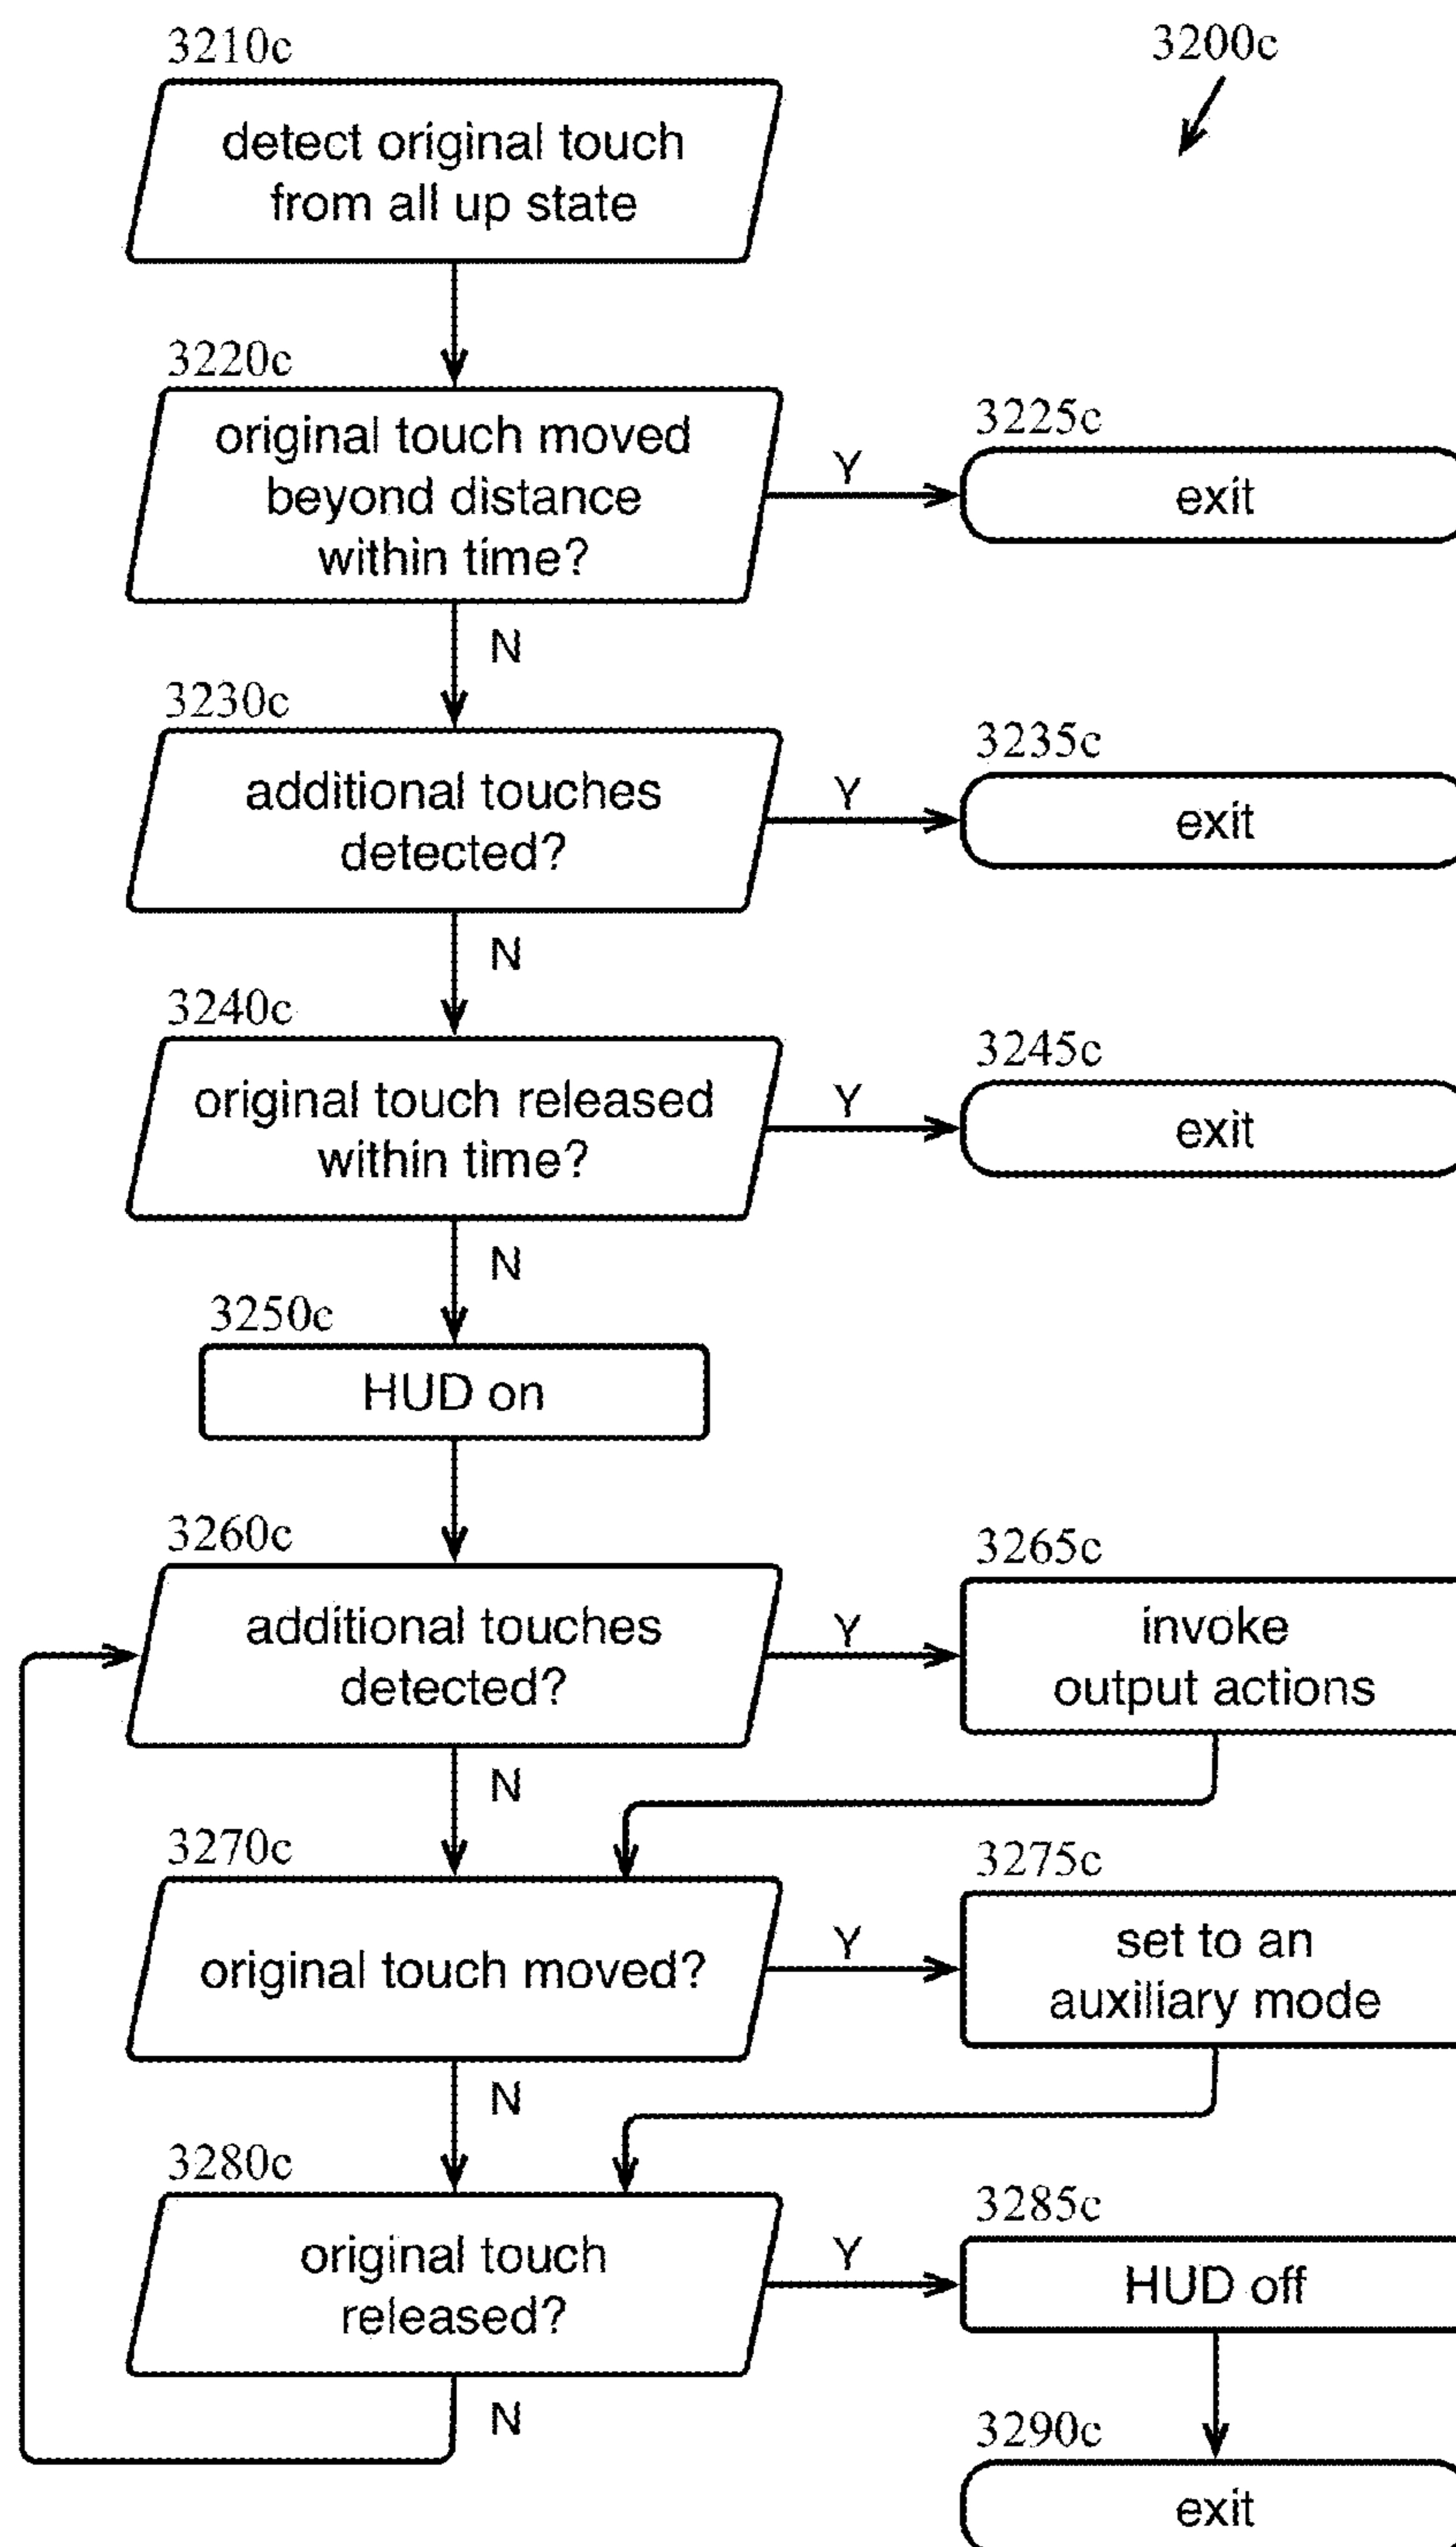 3210c
3200c
detect original touch
from all up state
3220c
original touch moved
beyond distance
within time?
Y
3225c
exit
N
3230c
additional touches
detected?
Y
3235c
exit
N
3240c
original touch released
within time?
Y
3245c
exit
N
3250c
HUD on
3260c
additional touches
detected?
Y
3265c
invoke
output actions
N
3270c
original touch moved?
Y
3275c
set to an
auxiliary mode
N
3280c
original touch
released?
Y
3285c
HUD off
N
3290c
exit